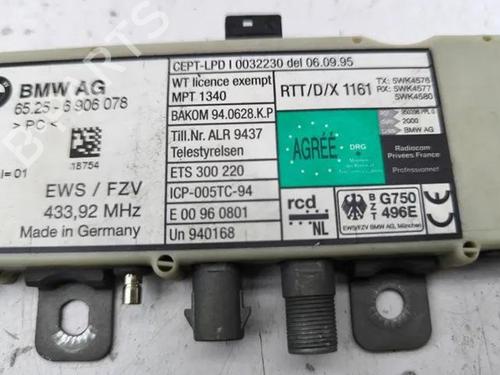 BMW AG
65.25 - 6 906 078
> PC <
18754
I= 01
EWS / FZV
433,92 MHz
Made in Germany
CEPT-LPD I 0032230 del 06.09.95
WT licence exempt
MPT 1340
BAKOM 94.0628.K.P
Till.Nr. ALR 9437
Telestyrelsen
ETS 300 220
ICP-005TC-94
E 00 96 0801
Un 940168
RTT/D/X 1161
TX: 5WK4576
RX: 5WK4577
5WK4580
2000
BMW AG
AGRÉÉ
DRG
Radiocom
Privées.France
Professionnel
rcd
NL
BZT
G750
496E
EWS/FZV BMW AG, München